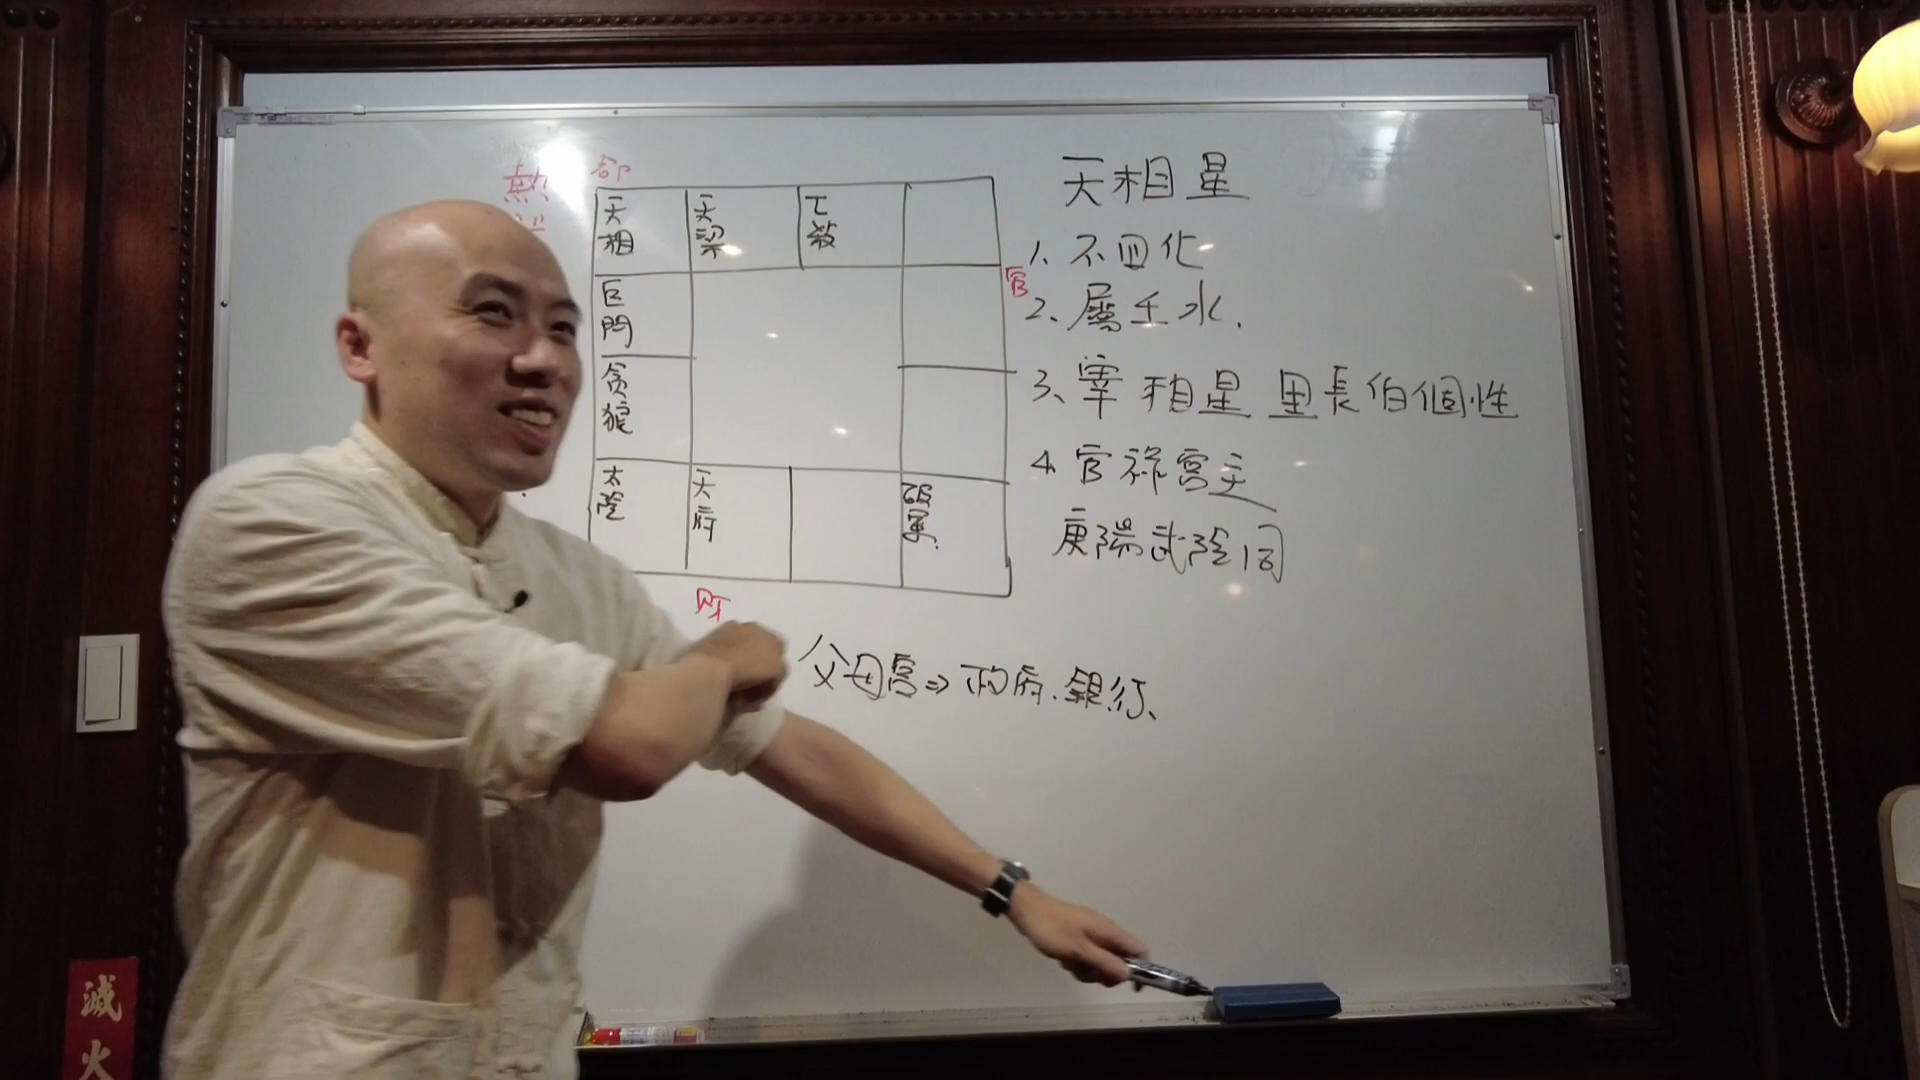 天相星
1. 不四化
2、屬壬水.
3、宰相星 里長伯個性
4. 官祿宮主
庚陽武陰同
天相
天梁
七殺
巨門
貪狼
太陰
天府
破軍.
官
財
父母宮⇒政府.銀行、
滅火